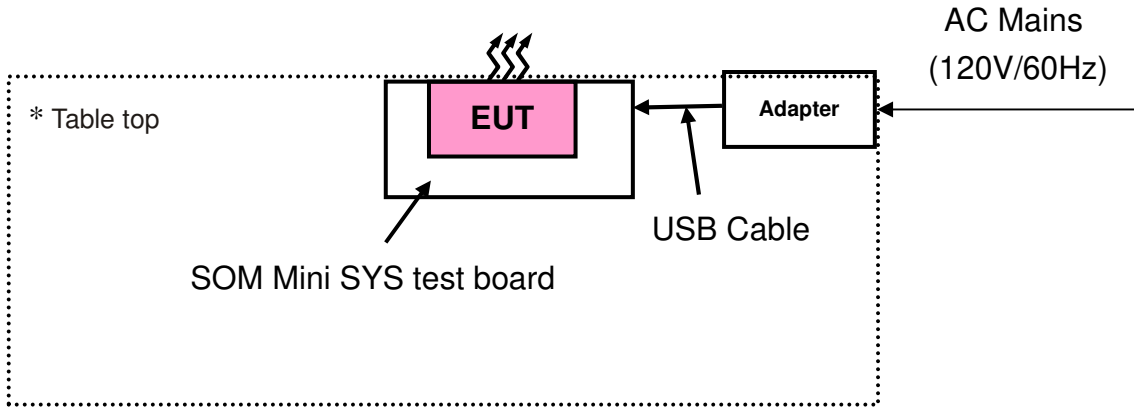 AC Mains
(120V/60Hz)
* Table top
EUT
Adapter
USB Cable
SOM Mini SYS test board